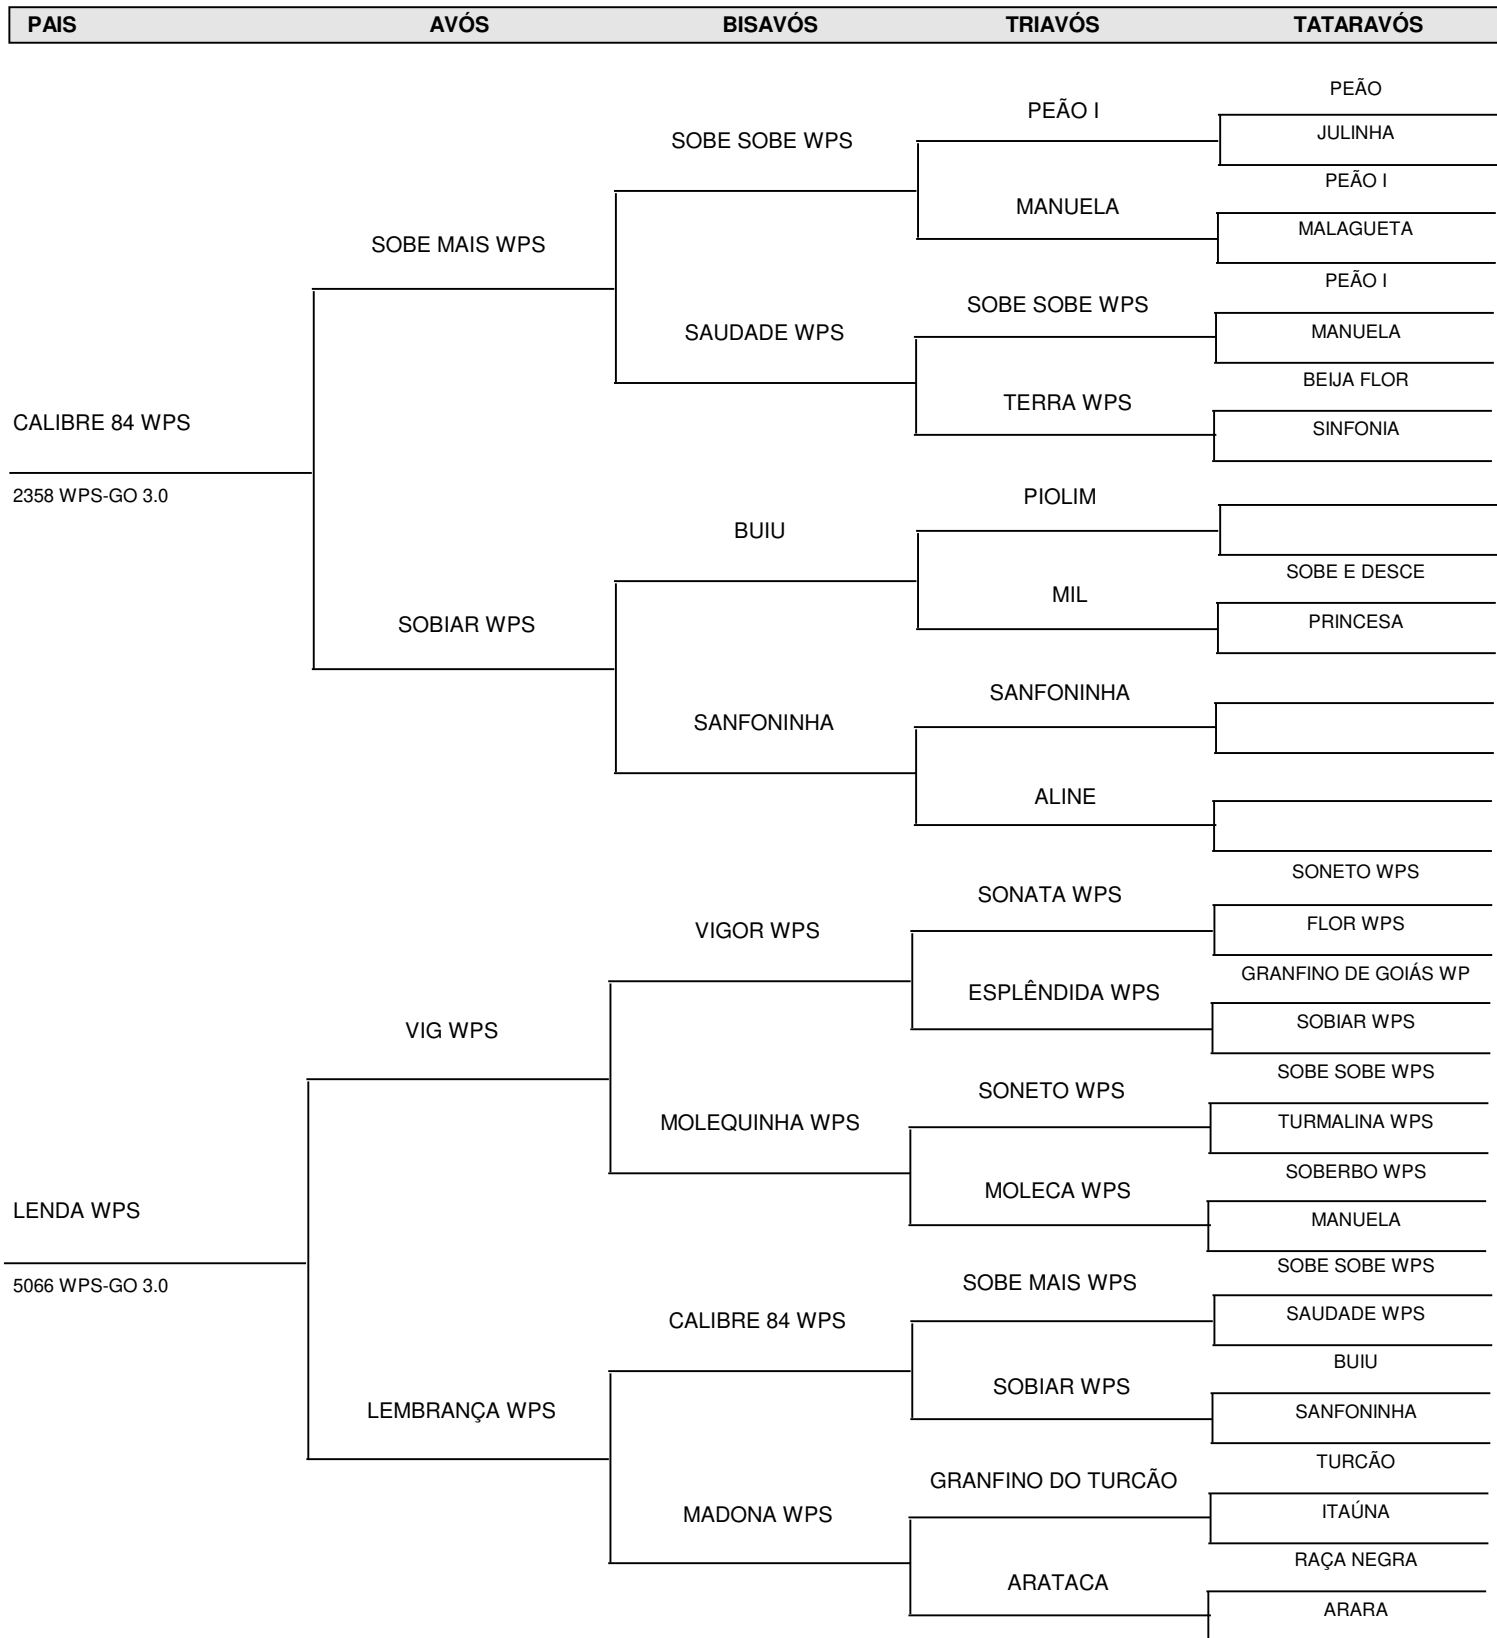 PAIS AVÓS BISAVÓS TRIAVÓS TATARAVÓS
PEÃO
PEÃO I
JULINHA
SOBE SOBE WPS
PEÃO I
MANUELA
MALAGUETA
SOBE MAIS WPS
PEÃO I
SOBE SOBE WPS
MANUELA
SAUDADE WPS
BEIJA FLOR
TERRA WPS
SINFONIA
CALIBRE 84 WPS
2358 WPS-GO 3.0
PIOLIM
BUIU
SOBE E DESCE
MIL
PRINCESA
SOBIAR WPS
SANFONINHA
SANFONINHA
ALINE
SONETO WPS
SONATA WPS
FLOR WPS
VIGOR WPS
GRANFINO DE GOIÁS WP
ESPLÊNDIDA WPS
SOBIAR WPS
VIG WPS
SOBE SOBE WPS
SONETO WPS
TURMALINA WPS
MOLEQUINHA WPS
SOBERBO WPS
MOLECA WPS
MANUELA
LENDA WPS
5066 WPS-GO 3.0
SOBE SOBE WPS
SOBE MAIS WPS
SAUDADE WPS
CALIBRE 84 WPS
BUIU
SOBIAR WPS
SANFONINHA
LEMBRANÇA WPS
TURCÃO
GRANFINO DO TURCÃO
ITAÚNA
MADONA WPS
RAÇA NEGRA
ARATACA
ARARA